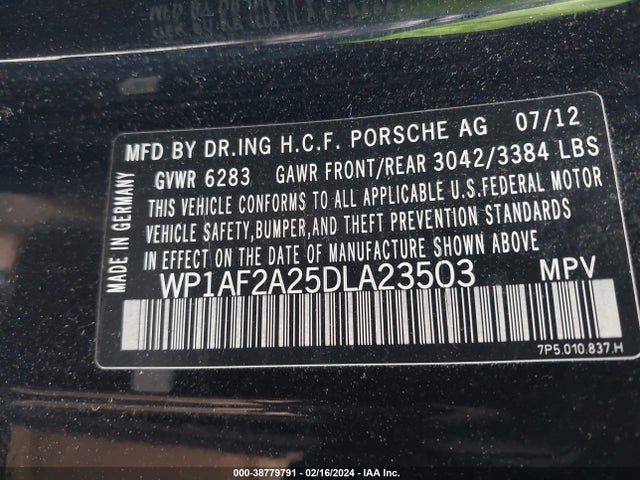 MFD BY DR.ING H.C.F. PORSCHE AG 07/12
GVWR 6283 GAWR FRONT/REAR 3042/3384 LBS
THIS VEHICLE CONFORMS TO ALL APPLICABLE U.S.FEDERAL MOTOR
VEHICLE SAFETY,BUMPER,AND THEFT PREVENTION STANDARDS
IN EFFECT ON THE DATE OF MANUFACTURE SHOWN ABOVE
WP1AF2A25DLA23503 MPV
7P5.010.837.H
MADE IN GERMANY
000-38779791 - 02/16/2024 - IAA Inc.